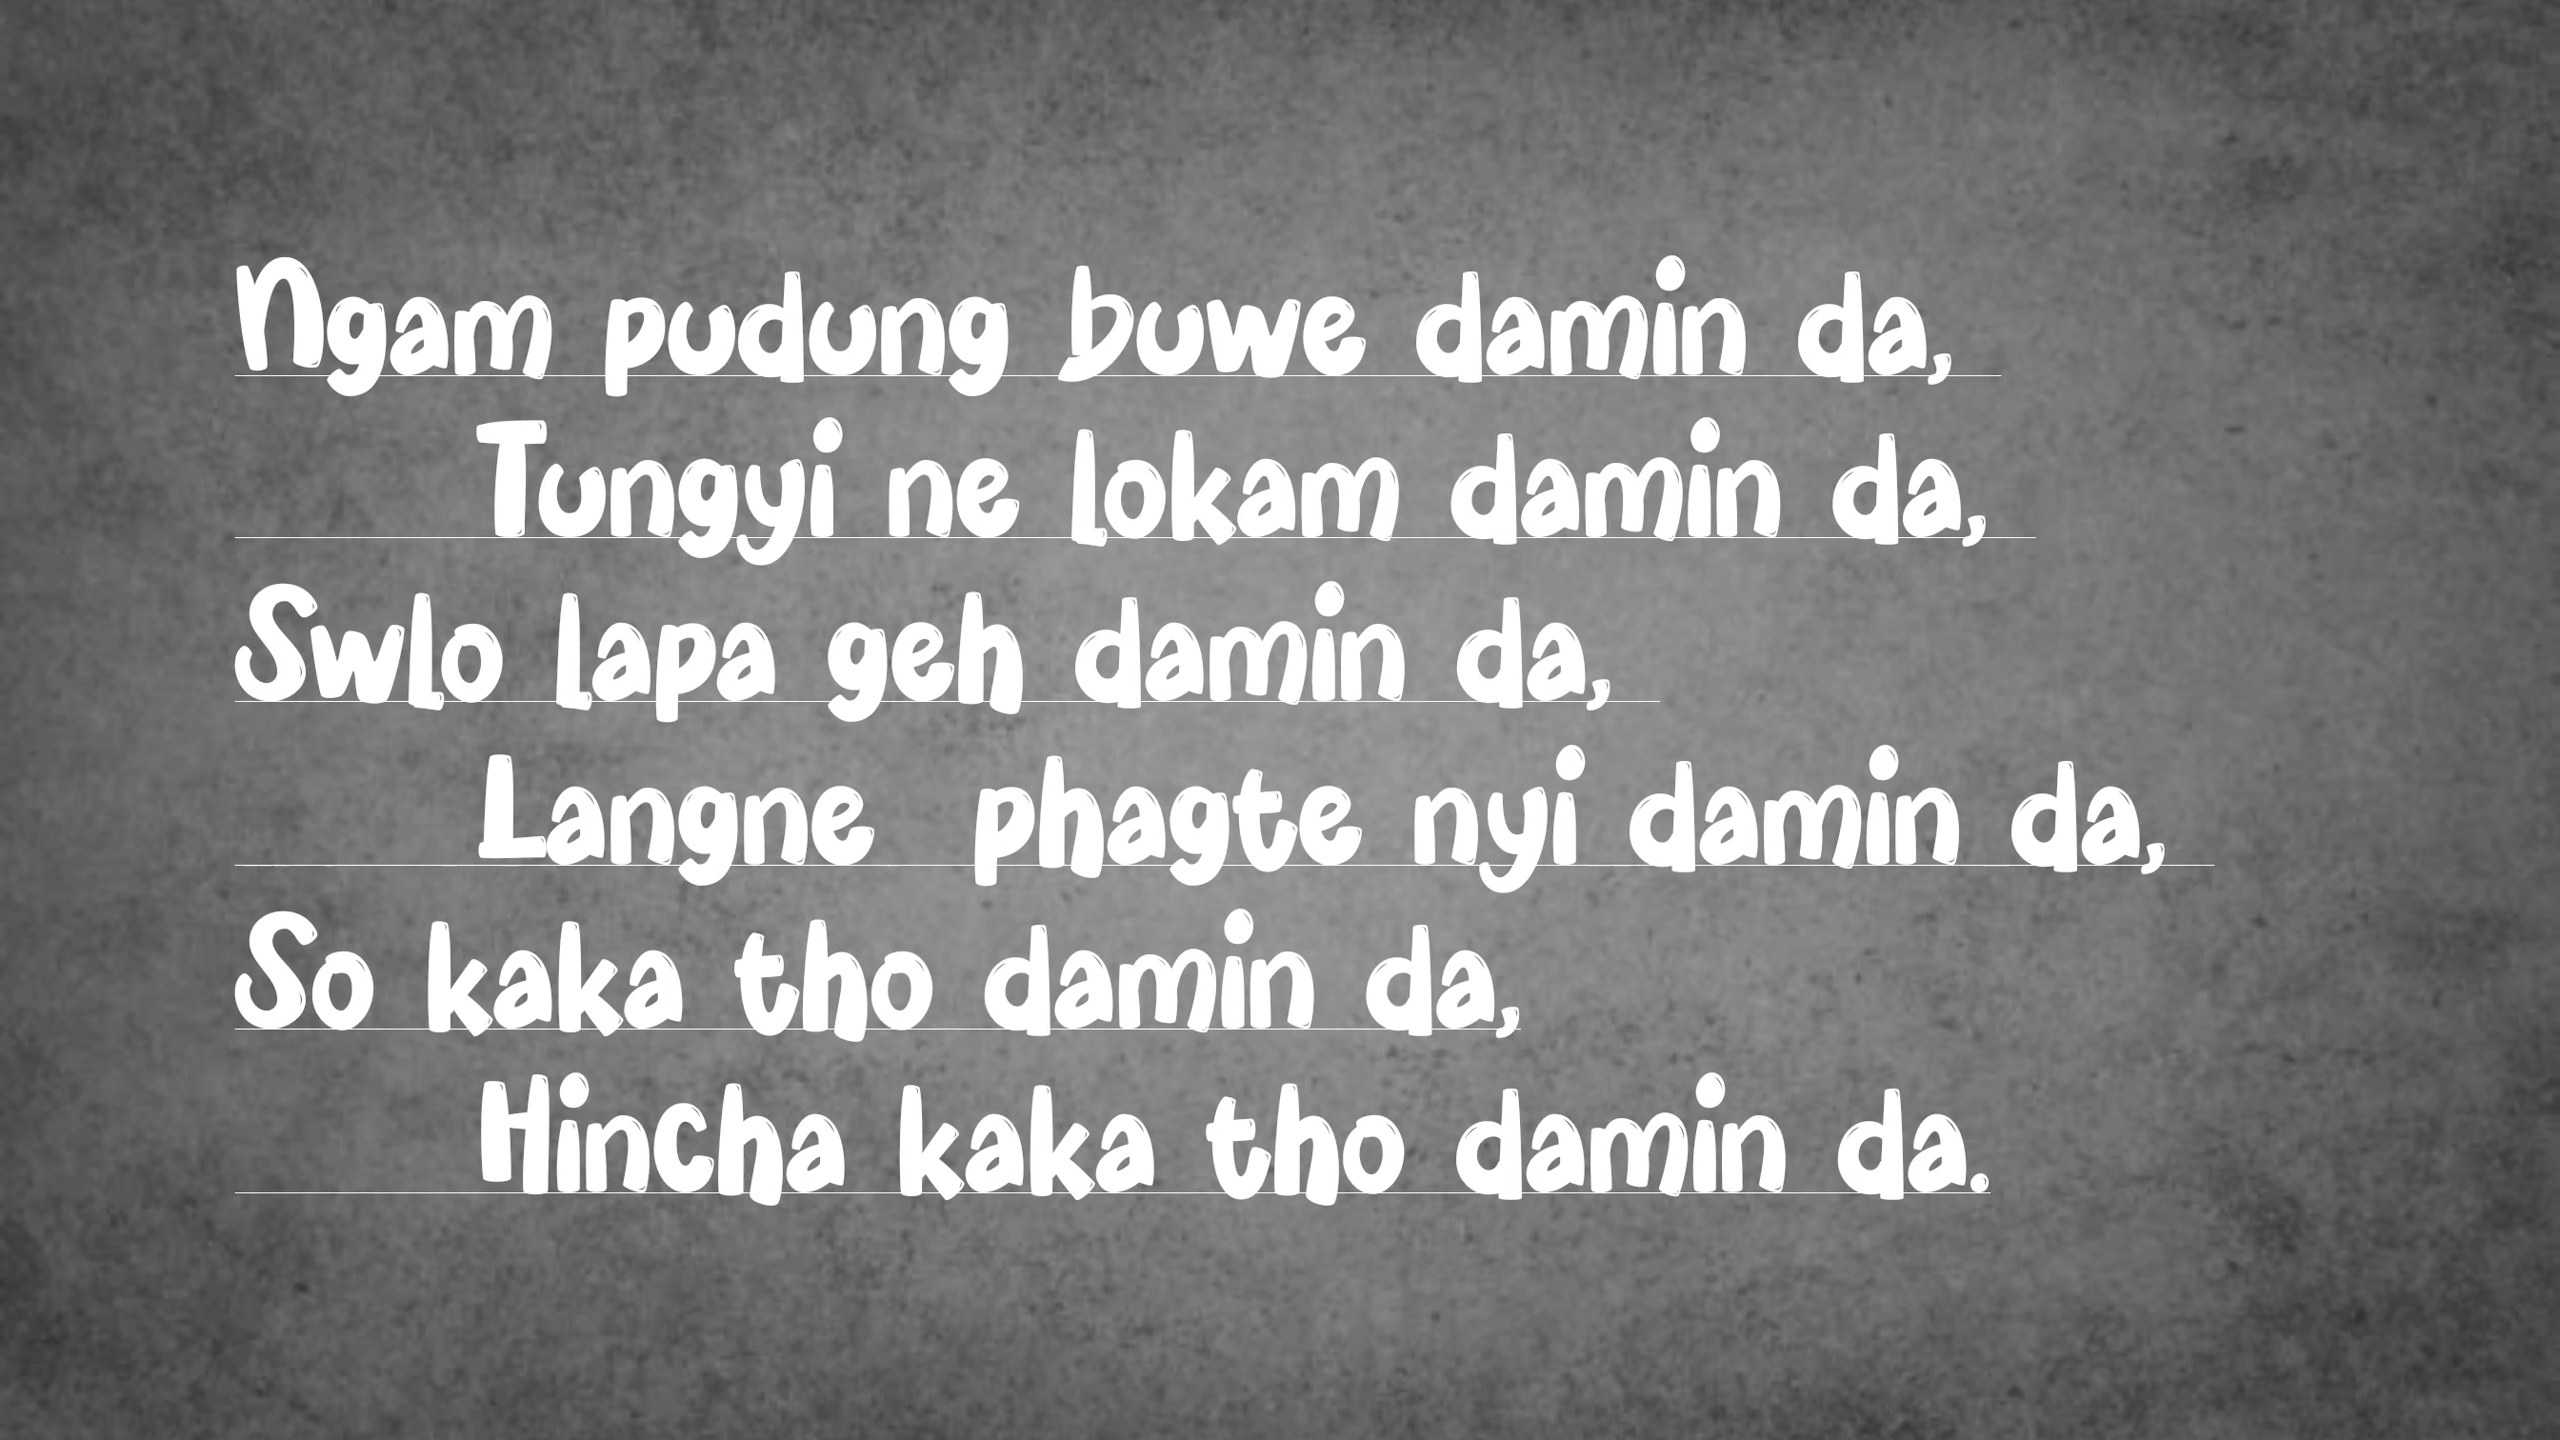 Ngam pudung buwe damin da,
Tungyi ne lokam damin da,
Swlo lapa geh damin da,
Langne phagte nyi damin da,
So kaka tho damin da,
Hincha kaka tho damin da.